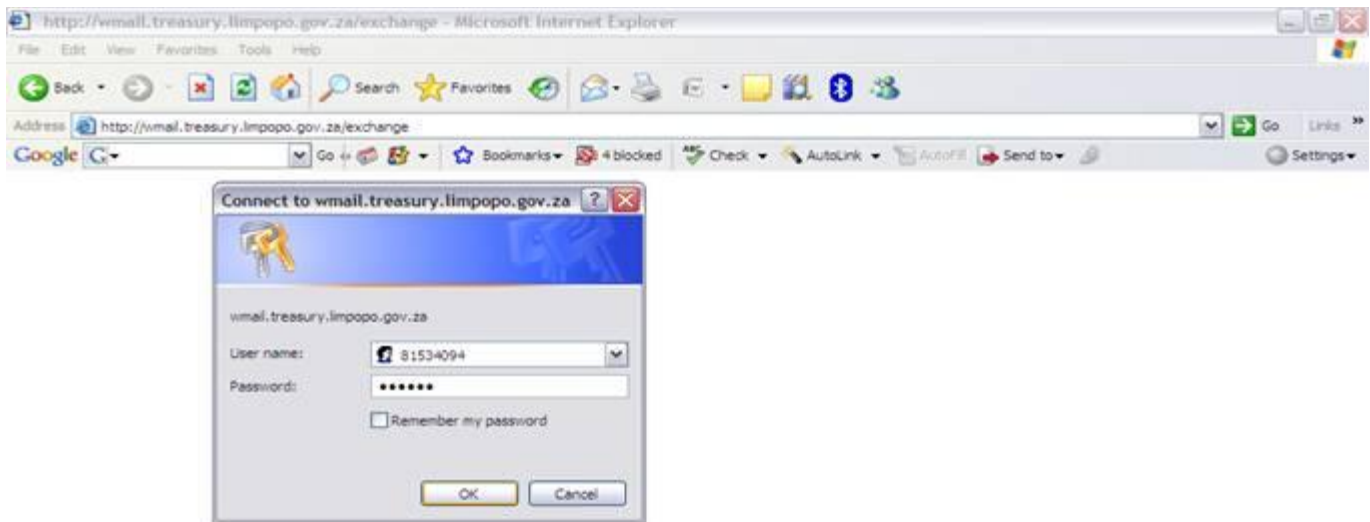 http://wmail.treasury.limpopo.gov.za/exchange - Microsoft Internet Explorer
File Edit View Favorites Tools Help
Back Search Favorites
Address http://wmail.treasury.limpopo.gov.za/exchange Go Links »
Google G Go Bookmarks 4 blocked ABC Check AutoLink AutoFill Send to Settings
Connect to wmail.treasury.limpopo.gov.za ?
wmail.treasury.limpopo.gov.za
User name: 81534094
Password: ••••••
Remember my password
OK Cancel